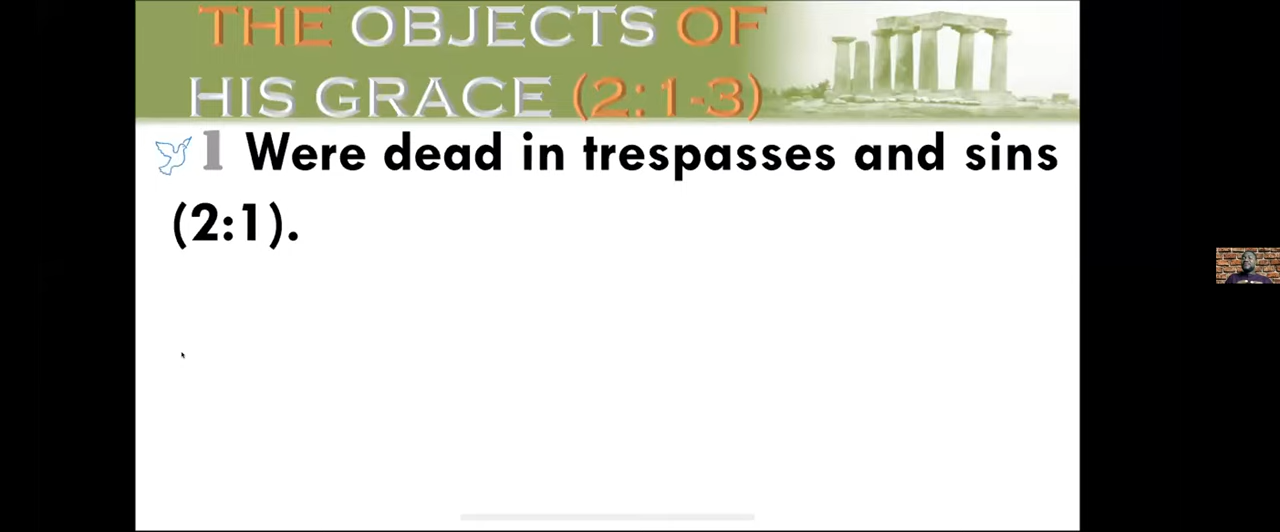 THE OBJECTS OF
HIS GRACE (2:1-3)
1 Were dead in trespasses and sins
(2:1).